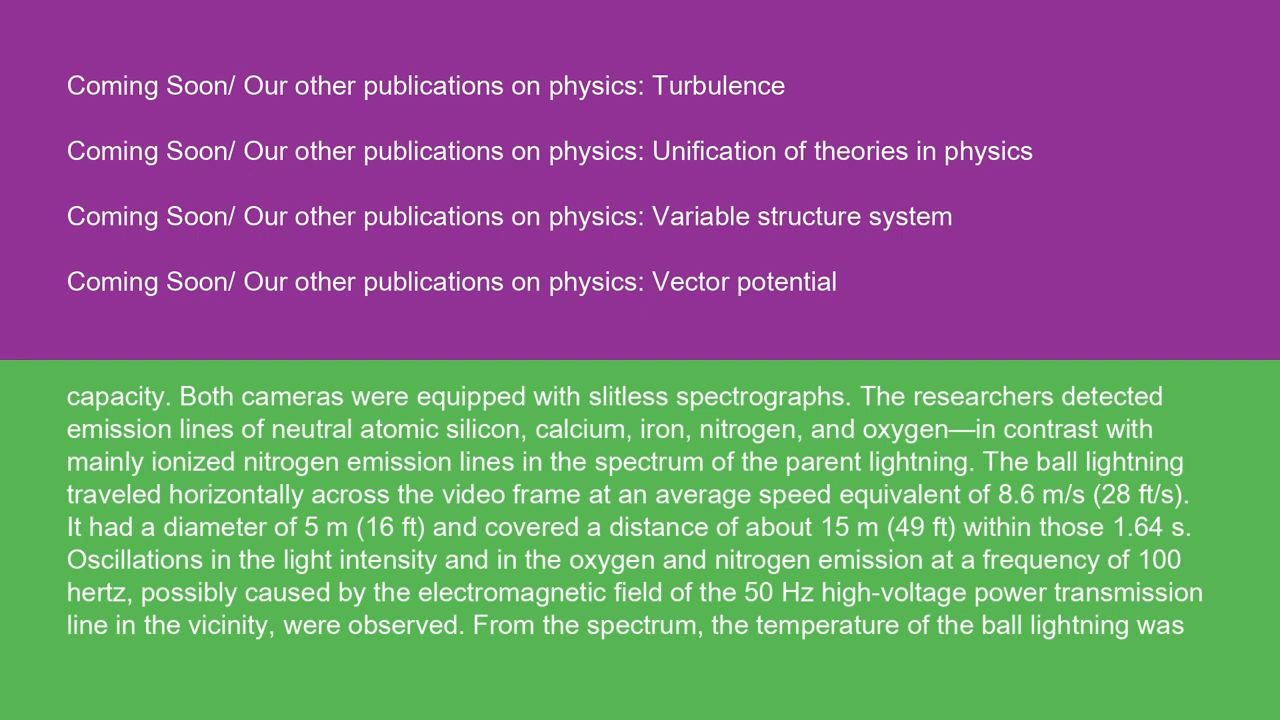 Coming Soon/ Our other publications on physics: Turbulence
Coming Soon/ Our other publications on physics: Unification of theories in physics
Coming Soon/ Our other publications on physics: Variable structure system
Coming Soon/ Our other publications on physics: Vector potential
capacity. Both cameras were equipped with slitless spectrographs. The researchers detected
emission lines of neutral atomic silicon, calcium, iron, nitrogen, and oxygen—in contrast with
mainly ionized nitrogen emission lines in the spectrum of the parent lightning. The ball lightning
traveled horizontally across the video frame at an average speed equivalent of 8.6 m/s (28 ft/s).
It had a diameter of 5 m (16 ft) and covered a distance of about 15 m (49 ft) within those 1.64 s.
Oscillations in the light intensity and in the oxygen and nitrogen emission at a frequency of 100
hertz, possibly caused by the electromagnetic field of the 50 Hz high-voltage power transmission
line in the vicinity, were observed. From the spectrum, the temperature of the ball lightning was